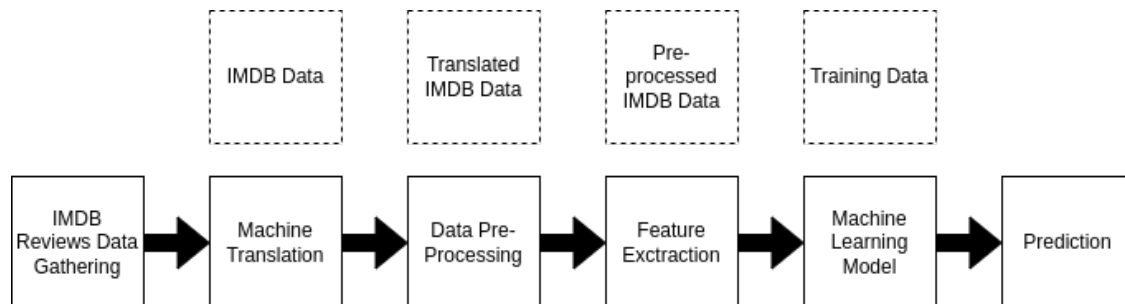 IMDB Data
Translated
IMDB Data
Pre-
processed
IMDB Data
Training Data
IMDB
Reviews Data
Gathering
Machine
Translation
Data Pre-
Processing
Feature
Exctraction
Machine
Learning
Model
Prediction